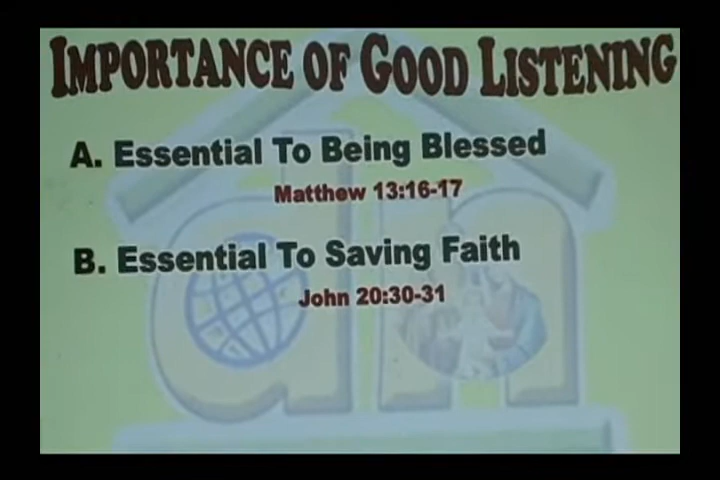 IMPORTANCE OF GOOD LISTENING
A. Essential To Being Blessed
Matthew 13:16-17
B. Essential To Saving Faith
John 20:30-31
an